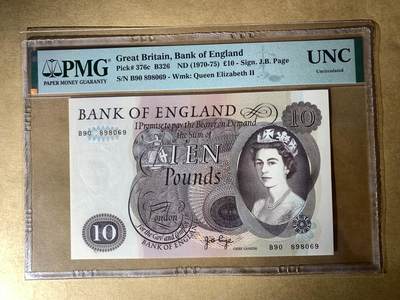 PMG
PAPER MONEY GUARANTY
Great Britain, Bank of England
Pick# 376c B326 ND (1970-75) £10 - Sign. J.B. Page
S/N B90 898069 - Wmk: Queen Elizabeth II
UNC
Uncirculated
BANK OF ENGLAND
10
I Promise to pay the Bearer on Demand
the Sum of
B90 898069
TEN
Pounds
London
For the Govr and Compa
BANK OF ENGLAND
10
CHIEF CASHIER
B90 898069